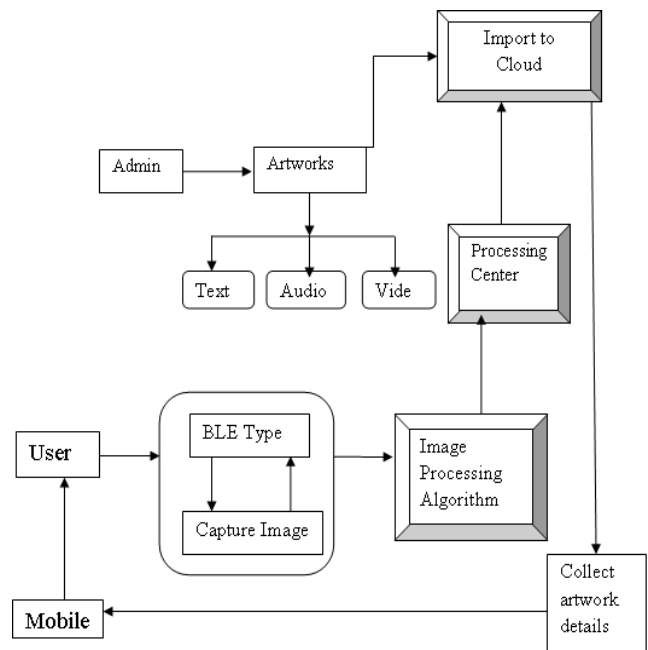 Import to
Cloud
Admin
Artworks
Text
Audio
Vide
Processing
Center
User
BLE Type
Capture Image
Image
Processing
Algorithm
Mobile
Collect
artwork
details